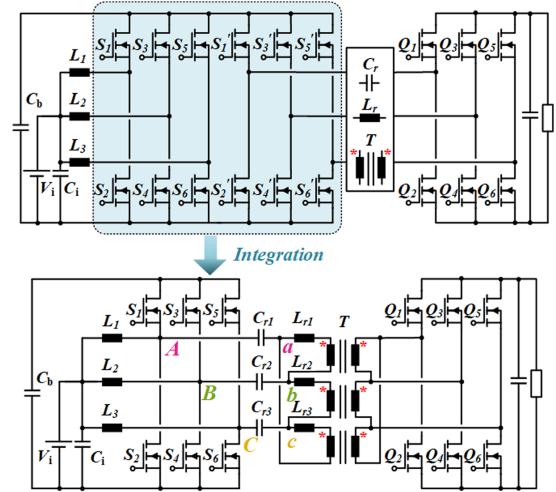 S1 S3 S5 S1' S3' S5' Q1 Q3 Q5
L1 Cr
Cb L2 Lr
L3 T
* *
Vi Ci S2 S4 S6 S2' S4' S6' Q2 Q4 Q6
Integration
S1 S3 S5 Cr1 Lr1 T Q1 Q3 Q5
L1 A a * *
L2 Cr2 Lr2
Cb B b * *
L3 Cr3 Lr3
C c * *
Vi Ci S2 S4 S6 Q2 Q4 Q6